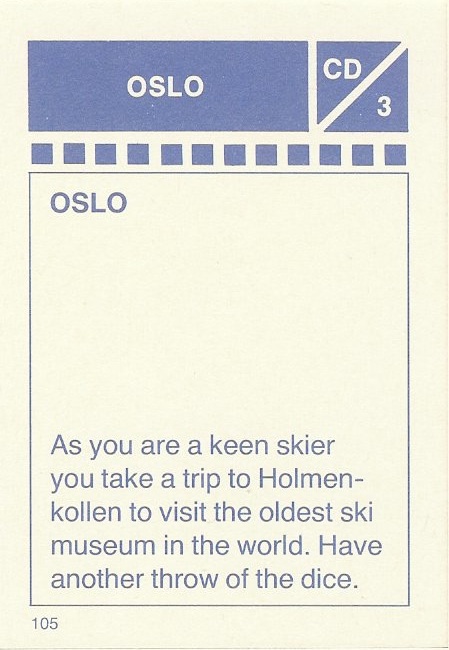 OSLO
CD
3
OSLO
As you are a keen skier
you take a trip to Holmen-
kollen to visit the oldest ski
museum in the world. Have
another throw of the dice.
105